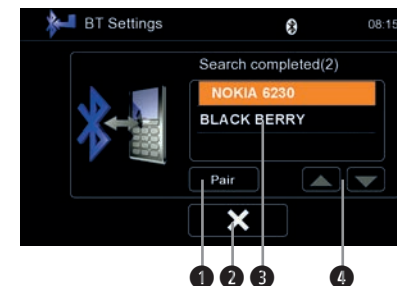 BT Settings
08:15
Search completed(2)
NOKIA 6230
BLACK BERRY
Pair
1 2 3 4